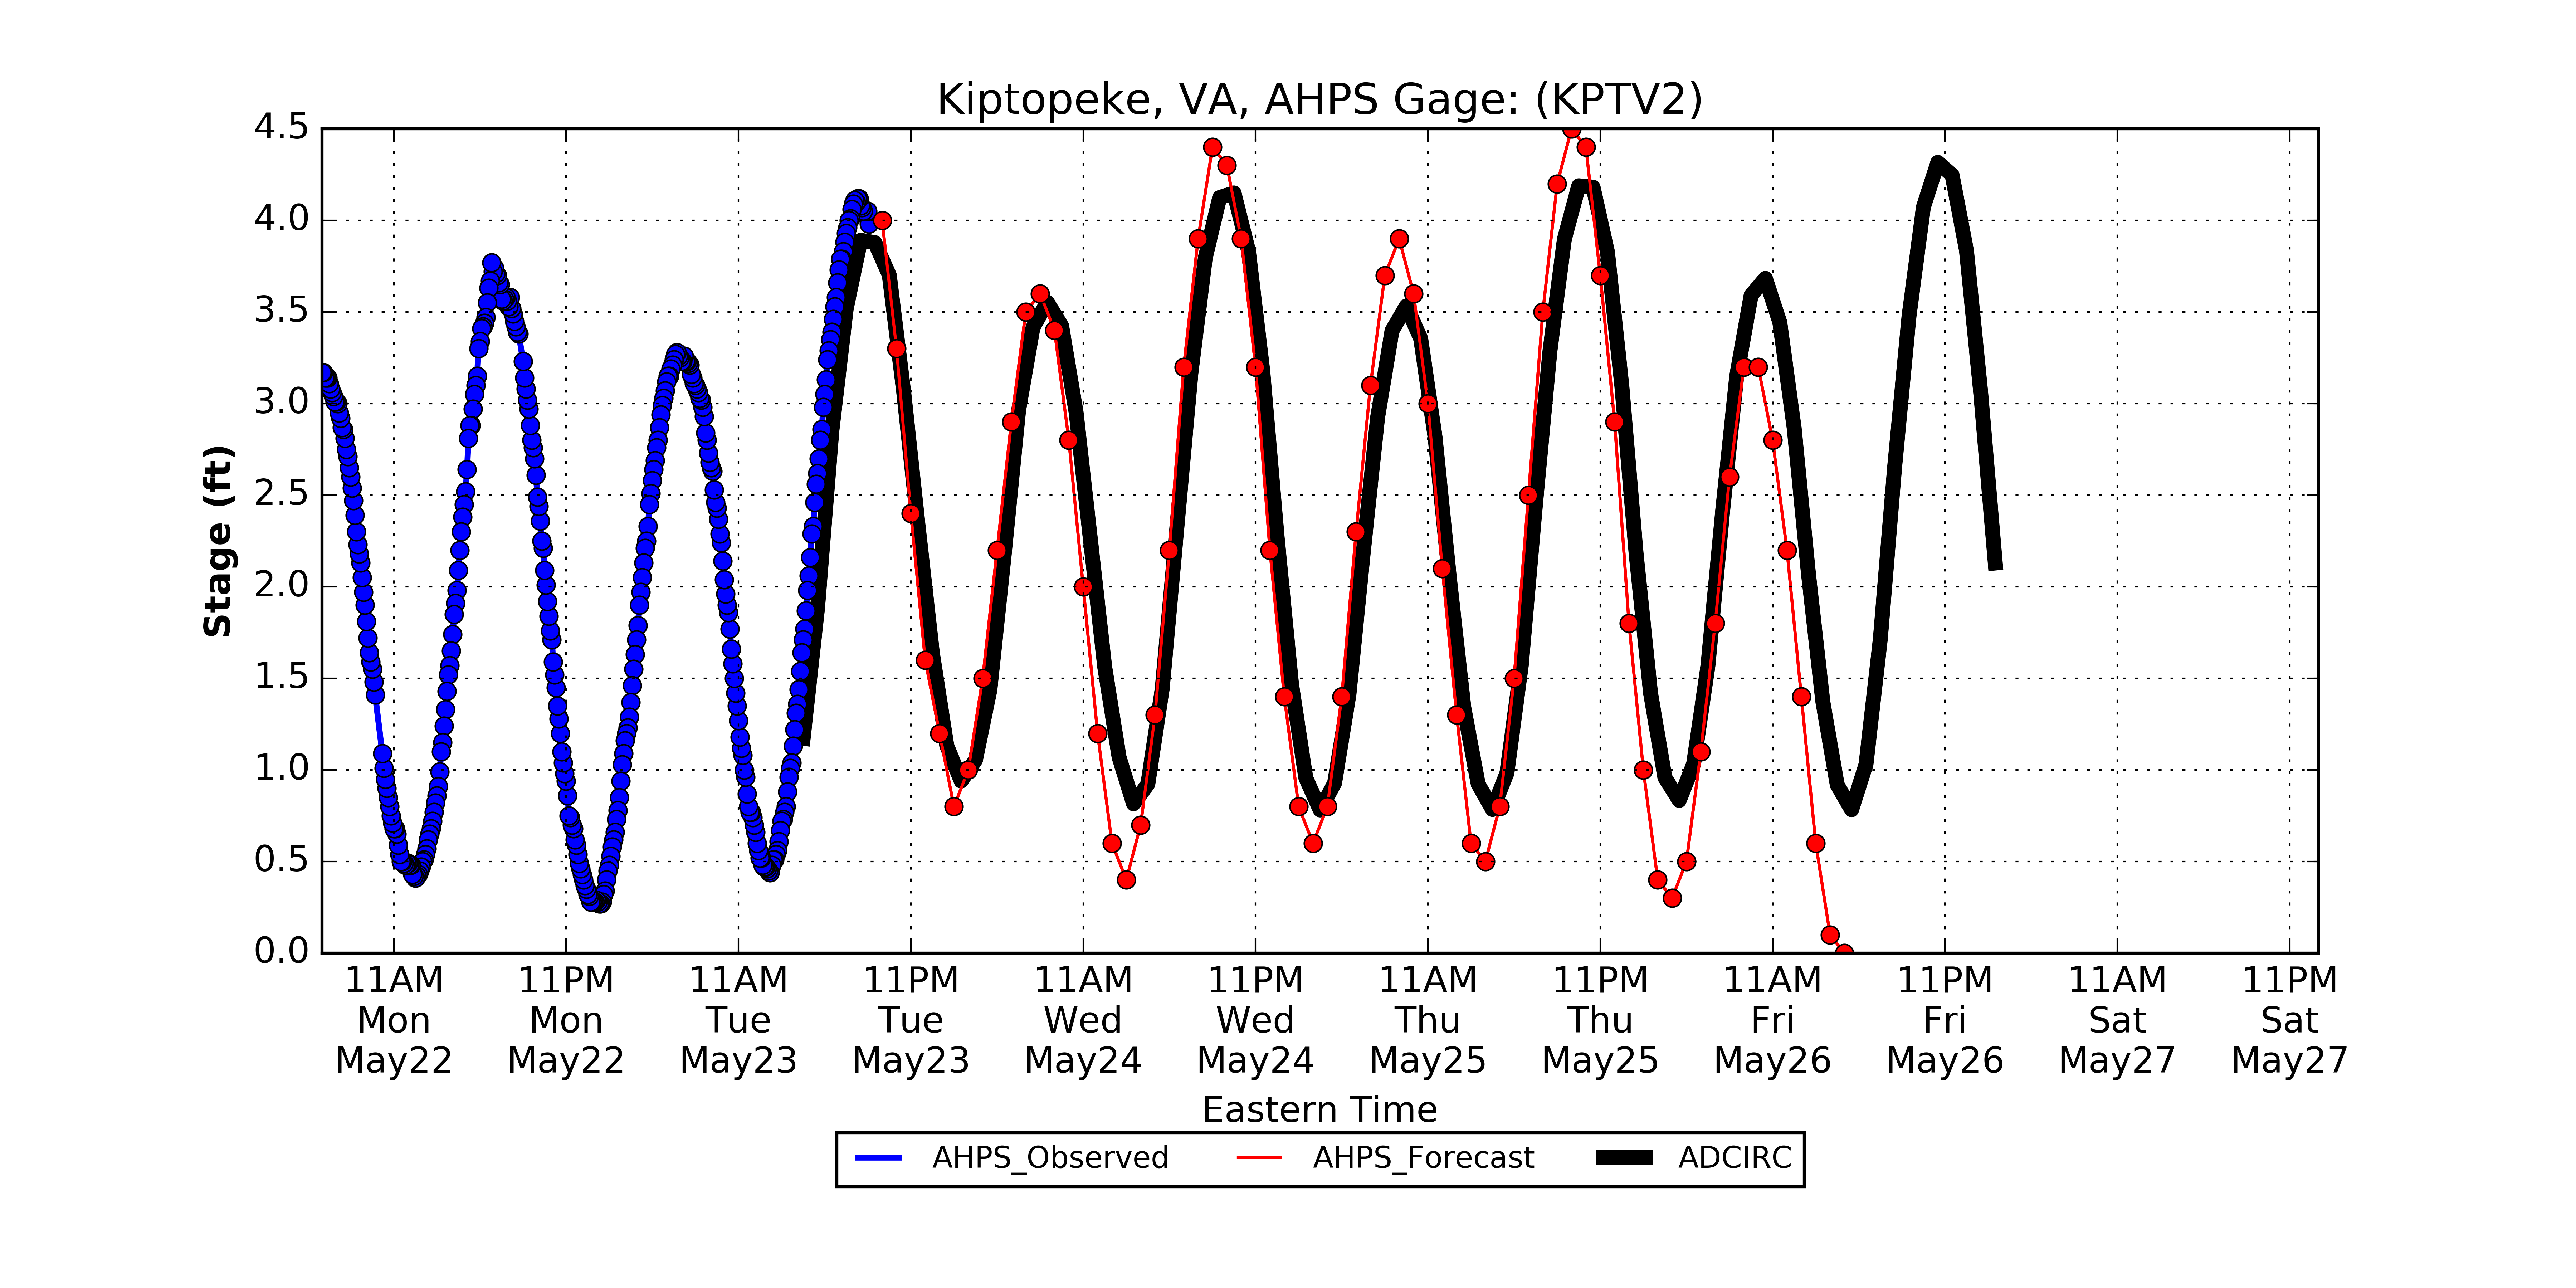 Kiptopeke, VA, AHPS Gage: (KPTV2)
4.5
4.0
3.5
3.0
2.5
2.0
1.5
1.0
0.5
0.0
Stage (ft)
11AM 11PM 11AM 11PM 11AM 11PM 11AM 11PM 11AM 11PM 11AM 11PM
Mon Mon Tue Tue Wed Wed Thu Thu Fri Fri Sat Sat
May22 May22 May23 May23 May24 May24 May25 May25 May26 May26 May27 May27
Eastern Time
AHPS_Observed AHPS_Forecast ADCIRC